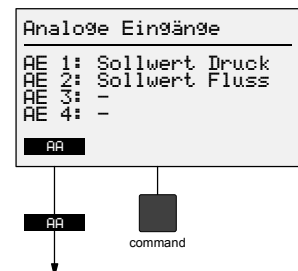 Analoge Eingänge
AE 1: Sollwert Druck
AE 2: Sollwert Fluss
AE 3: -
AE 4: -
AA
AA
command